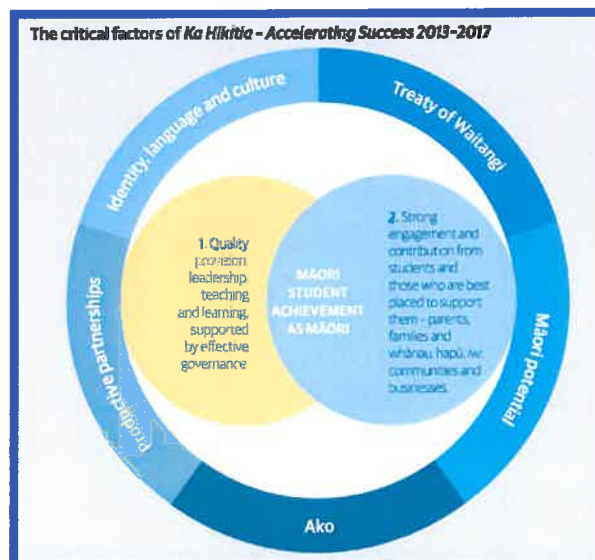 The critical factors of Ka Hikitia – Accelerating Success 2013–2017
Identity, language and culture
Treaty of Waitangi
1. Quality
provision
leadership
teaching
and learning,
supported
by effective
governance
MĀORI
STUDENT
ACHIEVEMENT
AS MĀORI
2. Strong
engagement and
contribution from
students and
those who are best
placed to support
them – parents,
families and
whānau, hapū, iwi
communities and
businesses.
Productive partnerships
Māori potential
Ako